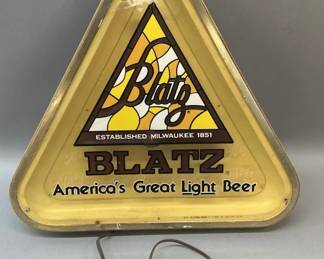 Blatz
ESTABLISHED MILWAUKEE 1851
BLATZ
America's Great Light Beer